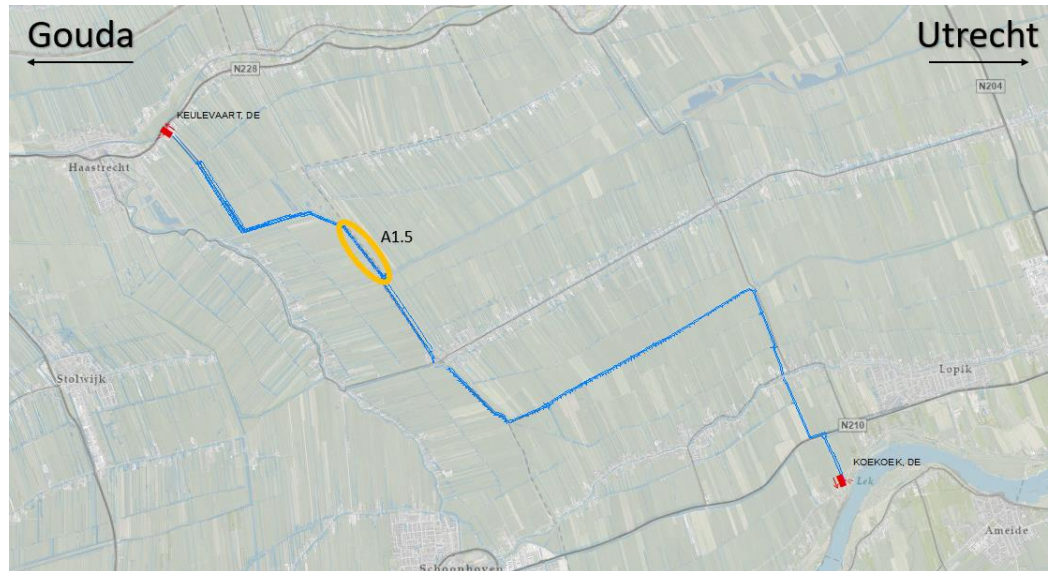 Gouda
Utrecht
N228
N204
KEULEVAART, DE
Haastrecht
A1.5
Stolwijk
Lopik
N210
KOEKOEK, DE
Lek
Ameide
Schoonhoven